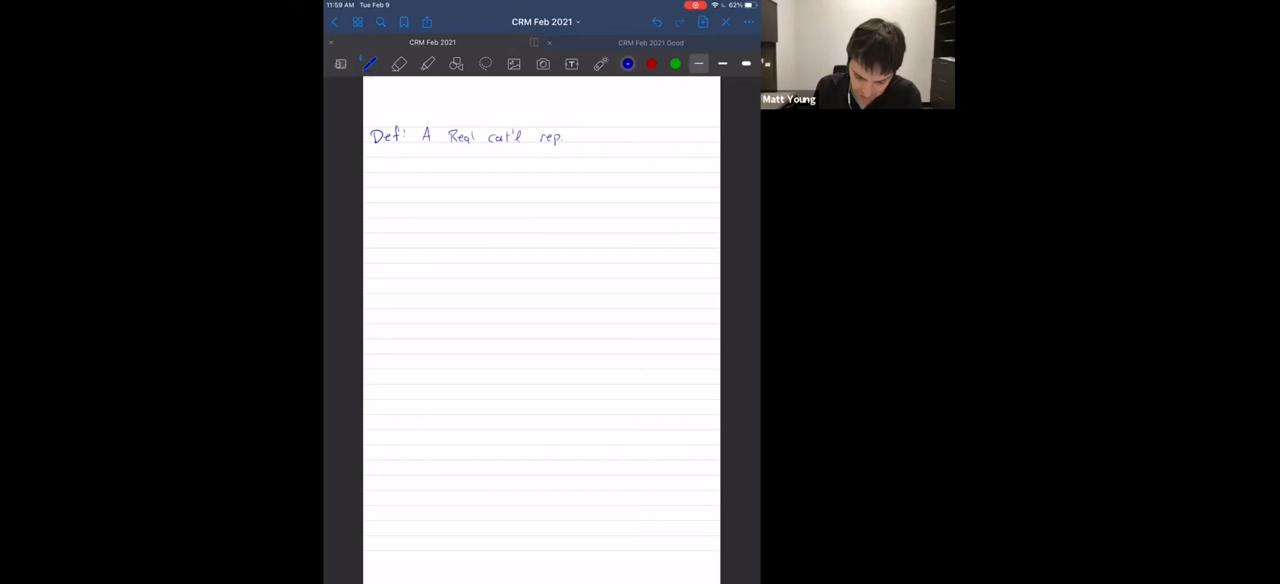 11:59 AM Tue Feb 9
62%
CRM Feb 2021
CRM Feb 2021
CRM Feb 2021 Good
Matt Young
Def: A Real cat'l rep.